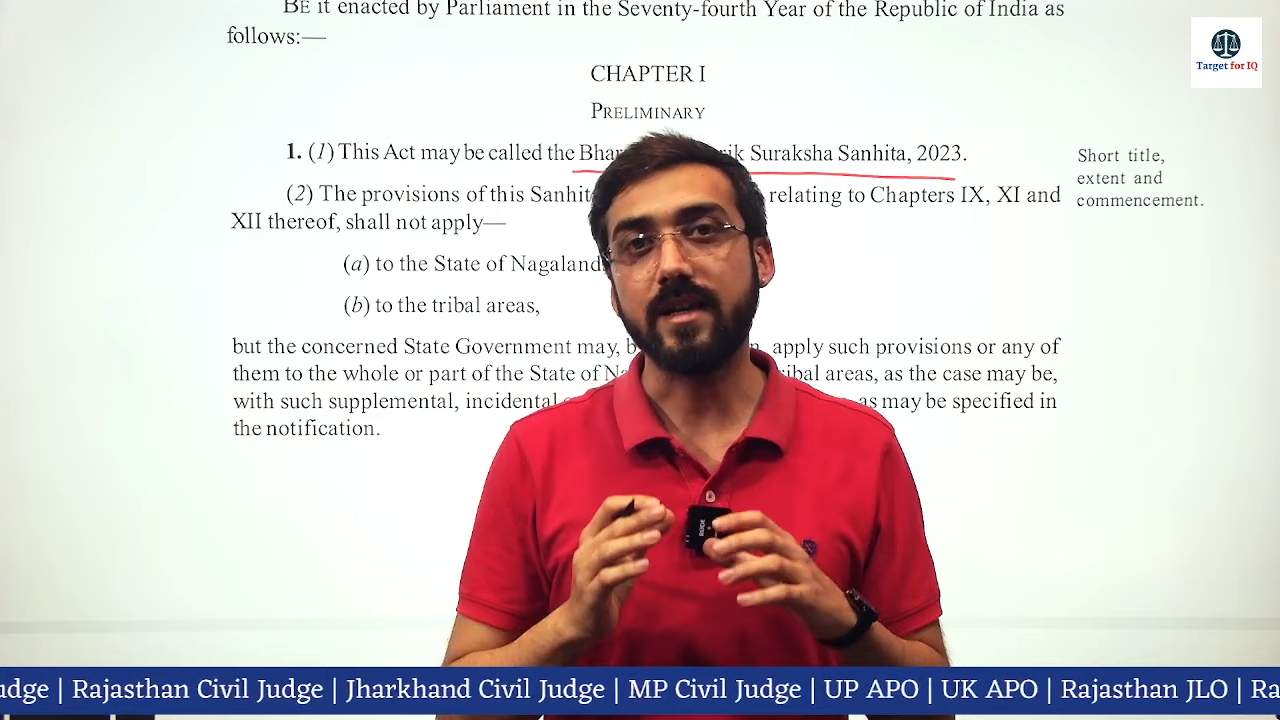 BE it enacted by Parliament in the Seventy-fourth Year of the Republic of India as
follows:—
CHAPTER I
PRELIMINARY
1. (1) This Act may be called the Bhar rik Suraksha Sanhita, 2023.
Short title,
extent and
commencement.
(2) The provisions of this Sanhit relating to Chapters IX, XI and
XII thereof, shall not apply—
(a) to the State of Nagaland
(b) to the tribal areas,
but the concerned State Government may, b n, apply such provisions or any of
them to the whole or part of the State of Na ribal areas, as the case may be,
with such supplemental, incidental as may be specified in
the notification.
Target for IQ
RØDE
udge | Rajasthan Civil Judge | Jharkhand Civil Judge | MP Civil Judge | UP APO | UK APO | Rajasthan JLO | Ra